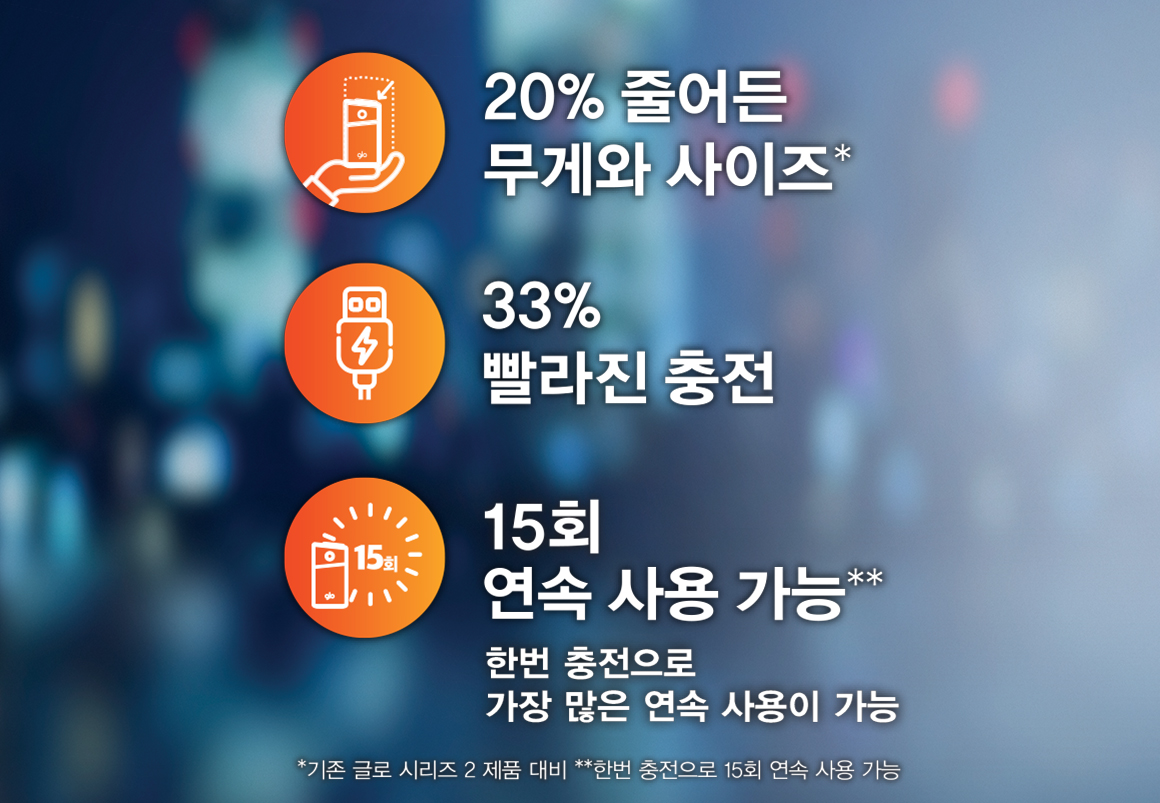 glo
20% 줄어든
무게와 사이즈*
33%
빨라진 충전
15회
glo
15회
연속 사용 가능**
한번 충전으로
가장 많은 연속 사용이 가능
*기존 글로 시리즈 2 제품 대비 **한번 충전으로 15회 연속 사용 가능